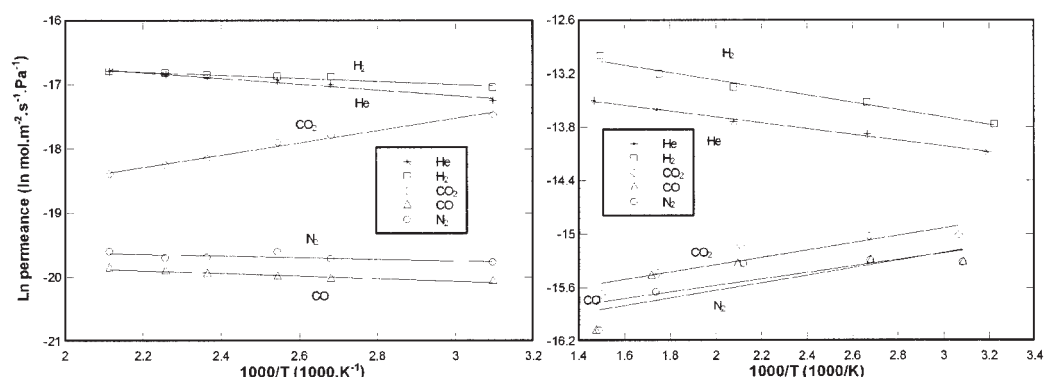 Ln permeance (ln mol.m⁻².s⁻¹.Pa⁻¹)
-16
-17
-18
-19
-20
-21
H₂
He
CO₂
He
H₂
CO₂
CO
N₂
N₂
CO
2 2.2 2.4 2.6 2.8 3 3.2
1000/T (1000.K⁻¹)
-12.6
-13.2
-13.8
-14.4
-15
-15.6
-16.2
H₂
He
He
H₂
CO₂
CO
N₂
CO₂
CO
N₂
1.4 1.6 1.8 2 2.2 2.4 2.6 2.8 3 3.2 3.4
1000/T (1000/K)